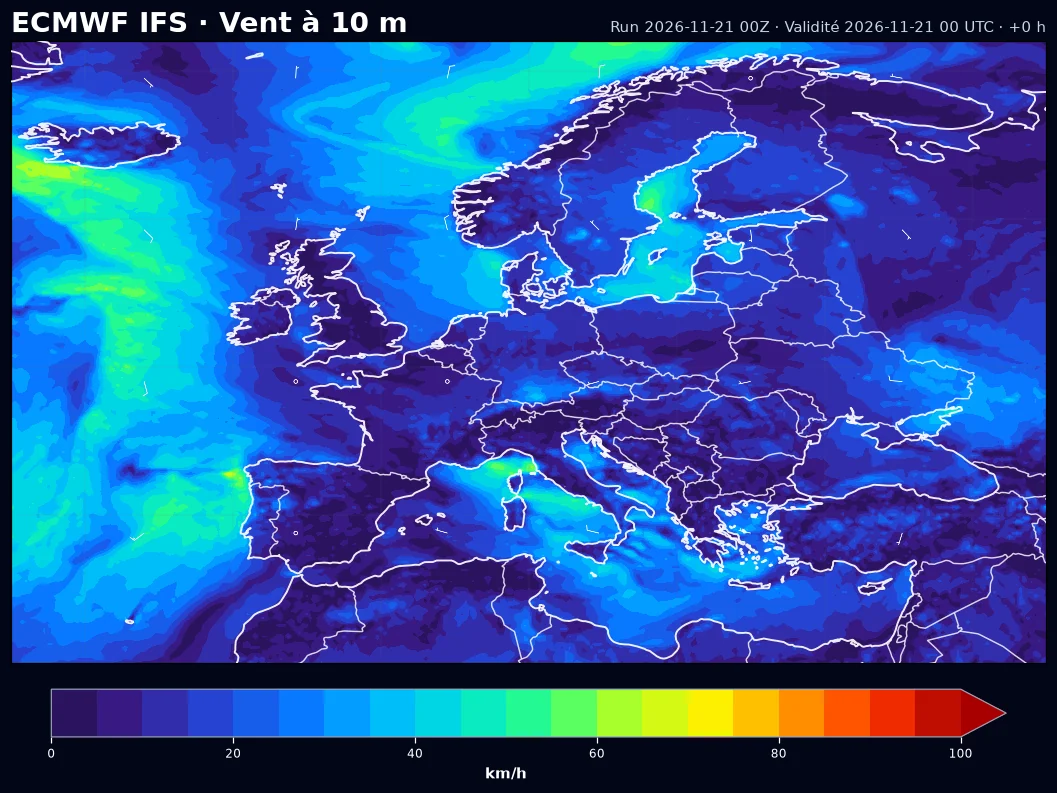 ECMWF IFS · Vent à 10 m
Run 2026-11-21 00Z · Validité 2026-11-21 00 UTC · +0 h
0 20 40 60 80 100
km/h